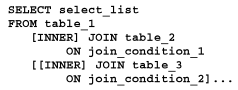 SELECT select_list
FROM table_1
[INNER] JOIN table_2
ON join_condition_1
[[INNER] JOIN table_3
ON join_condition_2]...